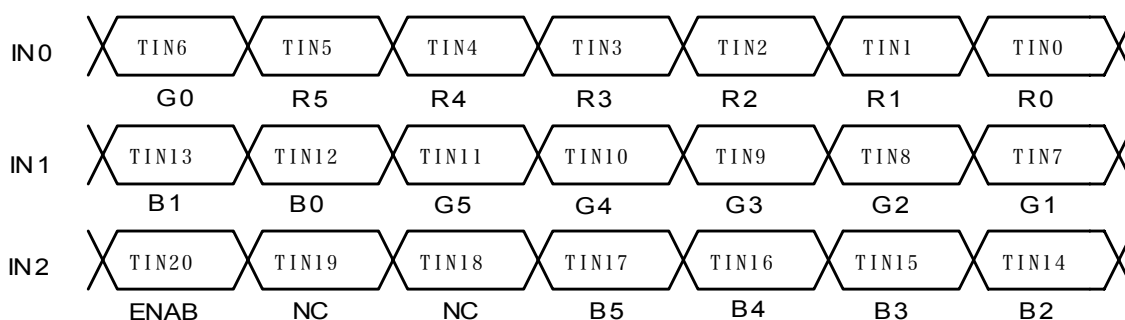 IN0 TIN6 TIN5 TIN4 TIN3 TIN2 TIN1 TIN0
G0 R5 R4 R3 R2 R1 R0
IN1 TIN13 TIN12 TIN11 TIN10 TIN9 TIN8 TIN7
B1 B0 G5 G4 G3 G2 G1
IN2 TIN20 TIN19 TIN18 TIN17 TIN16 TIN15 TIN14
ENAB NC NC B5 B4 B3 B2